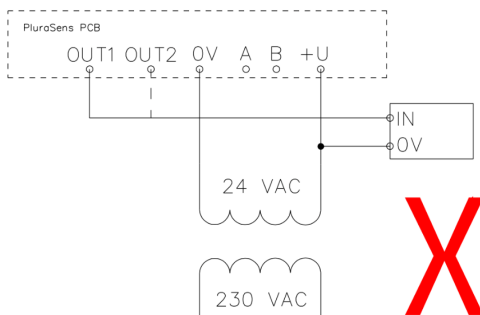 PluraSens PCB
OUT1 OUT2 0V A B +U
IN
0V
24 VAC
230 VAC
X